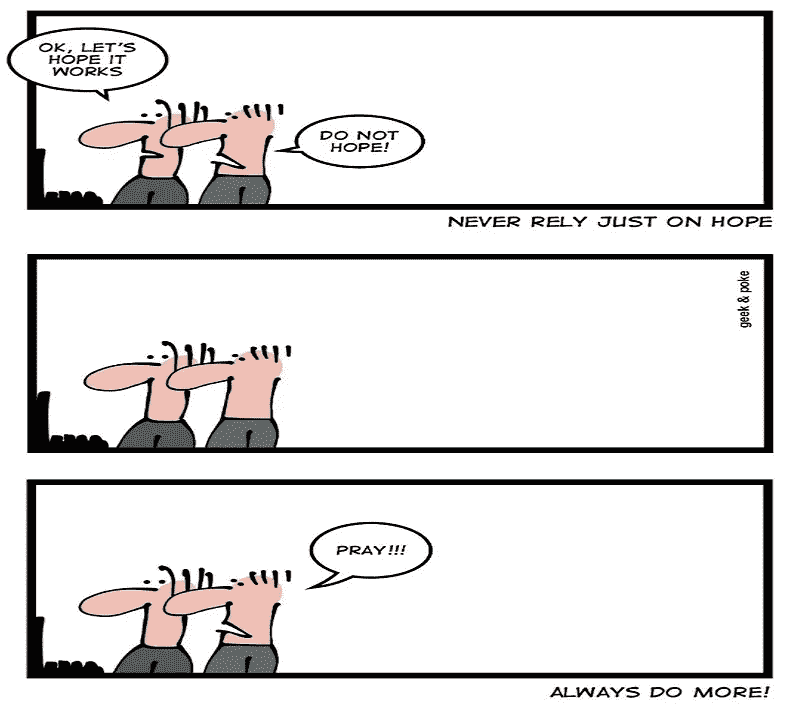 OK, LET'S
HOPE IT
WORKS
DO NOT
HOPE!
NEVER RELY JUST ON HOPE
geek & poke
PRAY!!!
ALWAYS DO MORE!